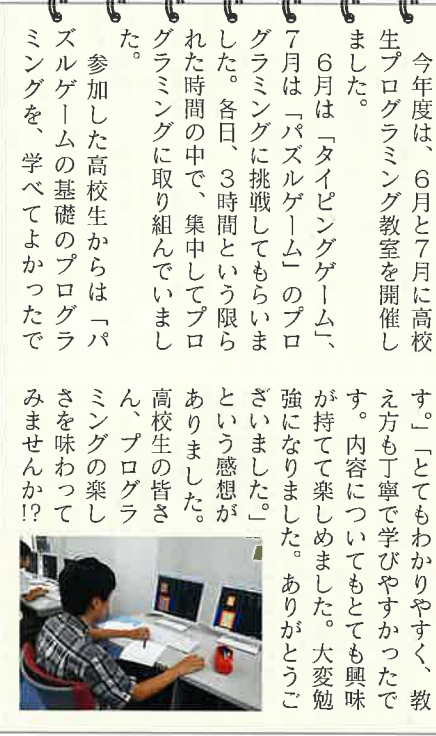 今年度は、６月と７月に高校
生プログラミング教室を開催し
ました。
６月は「タイピングゲーム」、
７月は「パズルゲーム」のプロ
グラミングに挑戦してもらいま
した。各日、３時間という限ら
れた時間の中で、集中してプロ
グラミングに取り組んでいまし
た。
参加した高校生からは「パ
ズルゲームの基礎のプログラ
ミングを、学べてよかったで
す。」「とてもわかりやすく、教
え方も丁寧で学びやすかったで
す。内容についてもとても興味
が持てて楽しめました。大変勉
強になりました。ありがとうご
ざいました。」
という感想が
ありました。
高校生の皆さ
ん、プログラ
ミングの楽し
さを味わって
みませんか!?